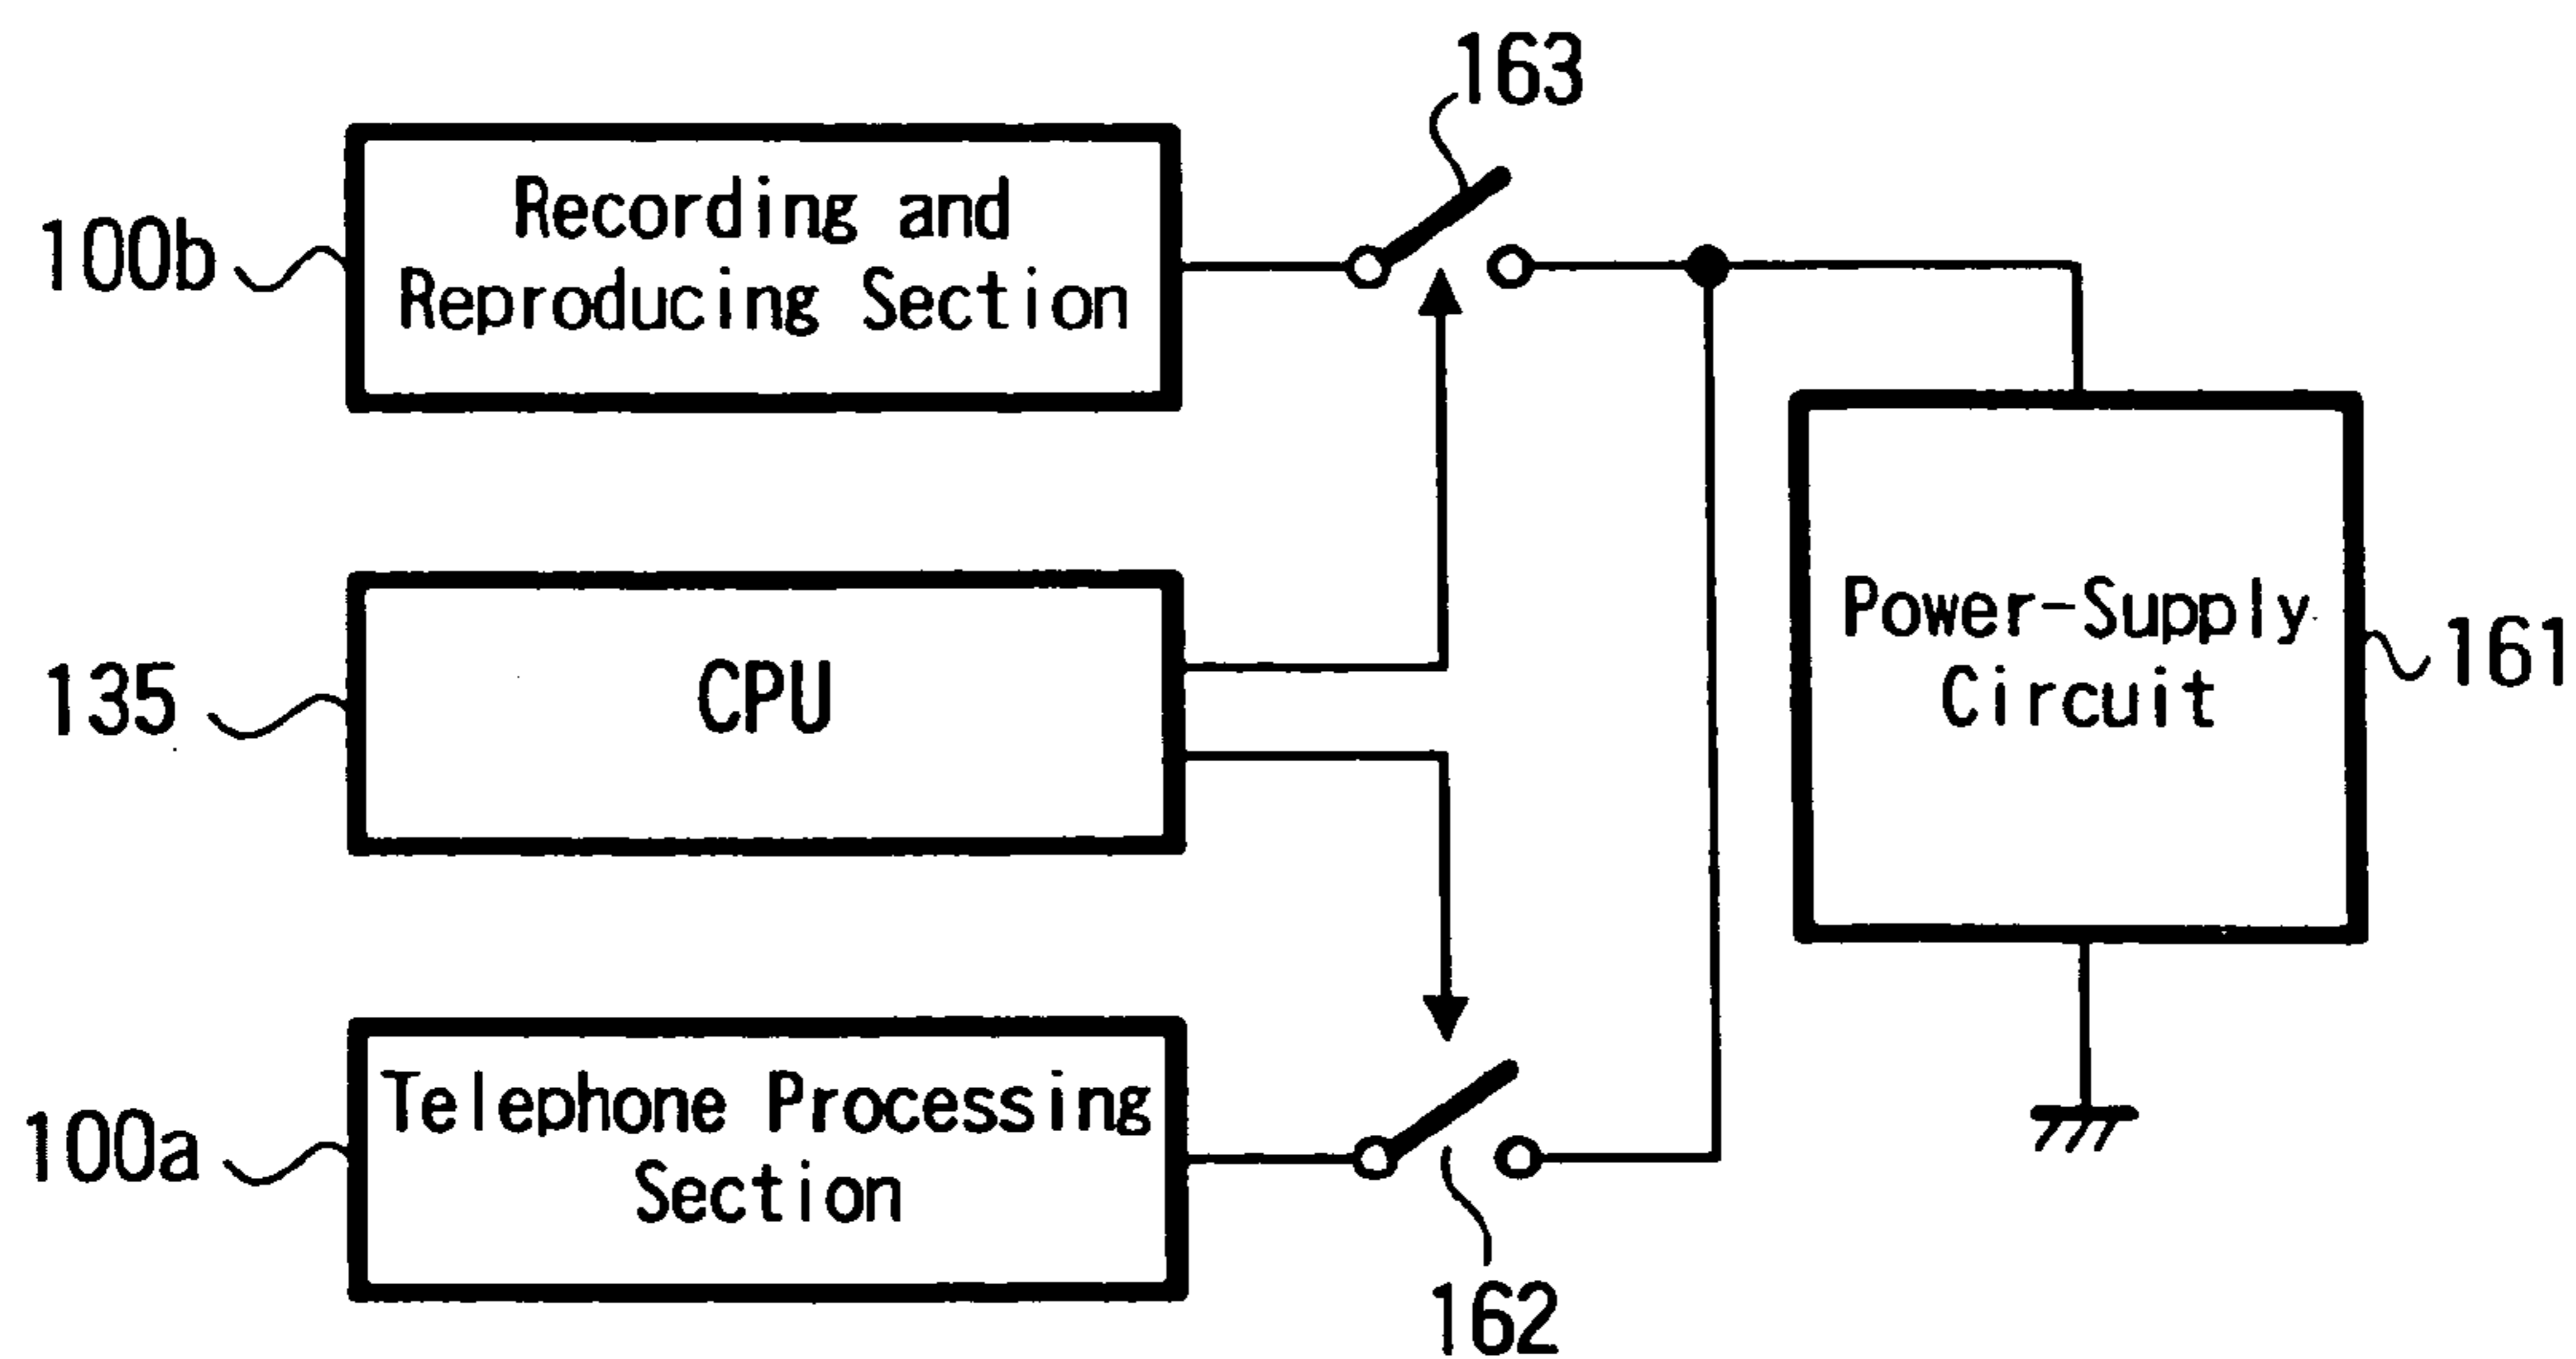 163
Recording and
Reproducing Section
100b
Power-Supply
Circuit
161
CPU
135
Telephone Processing
Section
100a
162